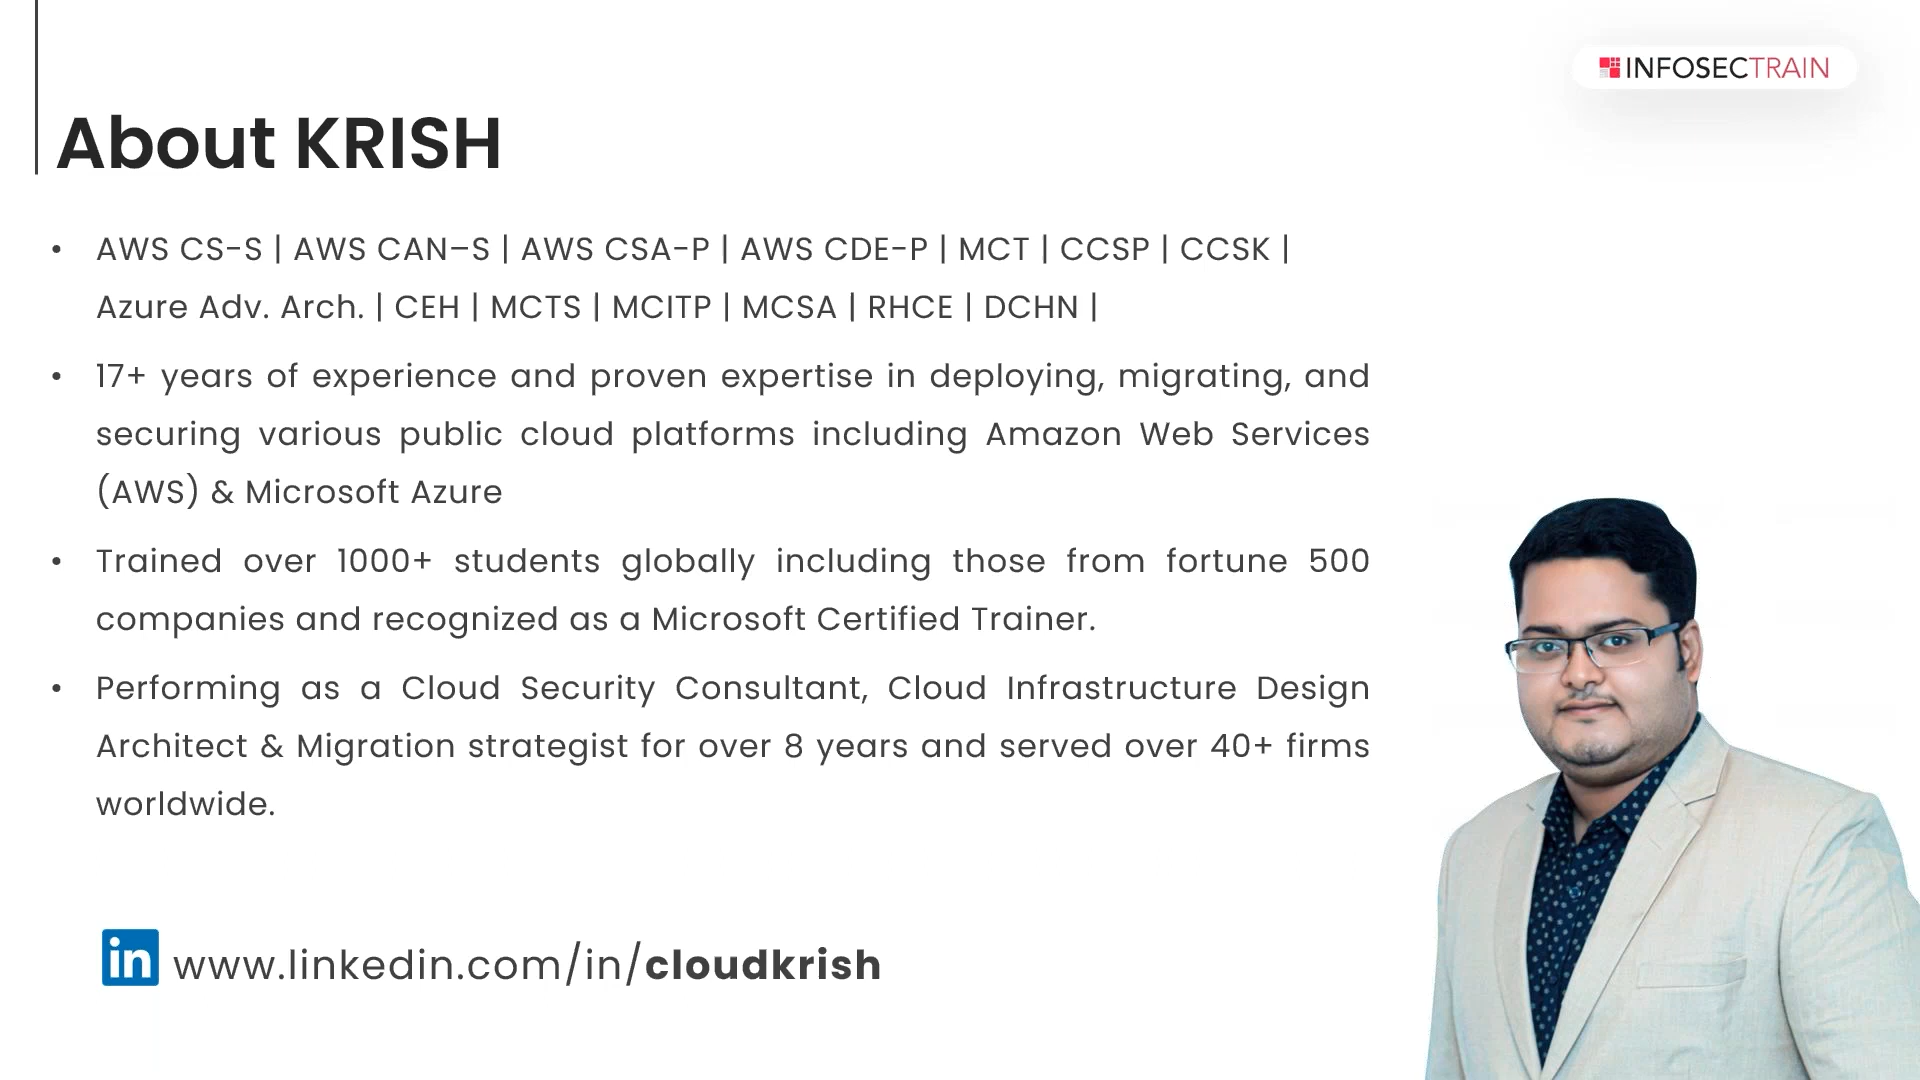 INFOSECTRAIN
About KRISH
• AWS CS-S | AWS CAN–S | AWS CSA-P | AWS CDE-P | MCT | CCSP | CCSK |
Azure Adv. Arch. | CEH | MCTS | MCITP | MCSA | RHCE | DCHN |
• 17+ years of experience and proven expertise in deploying, migrating, and
securing various public cloud platforms including Amazon Web Services
(AWS) & Microsoft Azure
• Trained over 1000+ students globally including those from fortune 500
companies and recognized as a Microsoft Certified Trainer.
• Performing as a Cloud Security Consultant, Cloud Infrastructure Design
Architect & Migration strategist for over 8 years and served over 40+ firms
worldwide.
in www.linkedin.com/in/cloudkrish